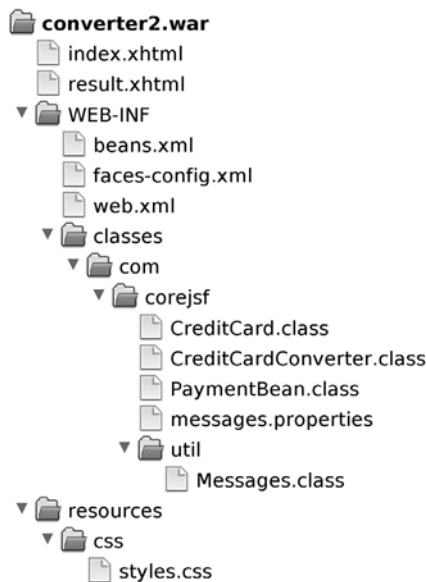 converter2.war
index.xhtml
result.xhtml
WEB-INF
beans.xml
faces-config.xml
web.xml
classes
com
corejsf
CreditCard.class
CreditCardConverter.class
PaymentBean.class
messages.properties
util
Messages.class
resources
css
styles.css